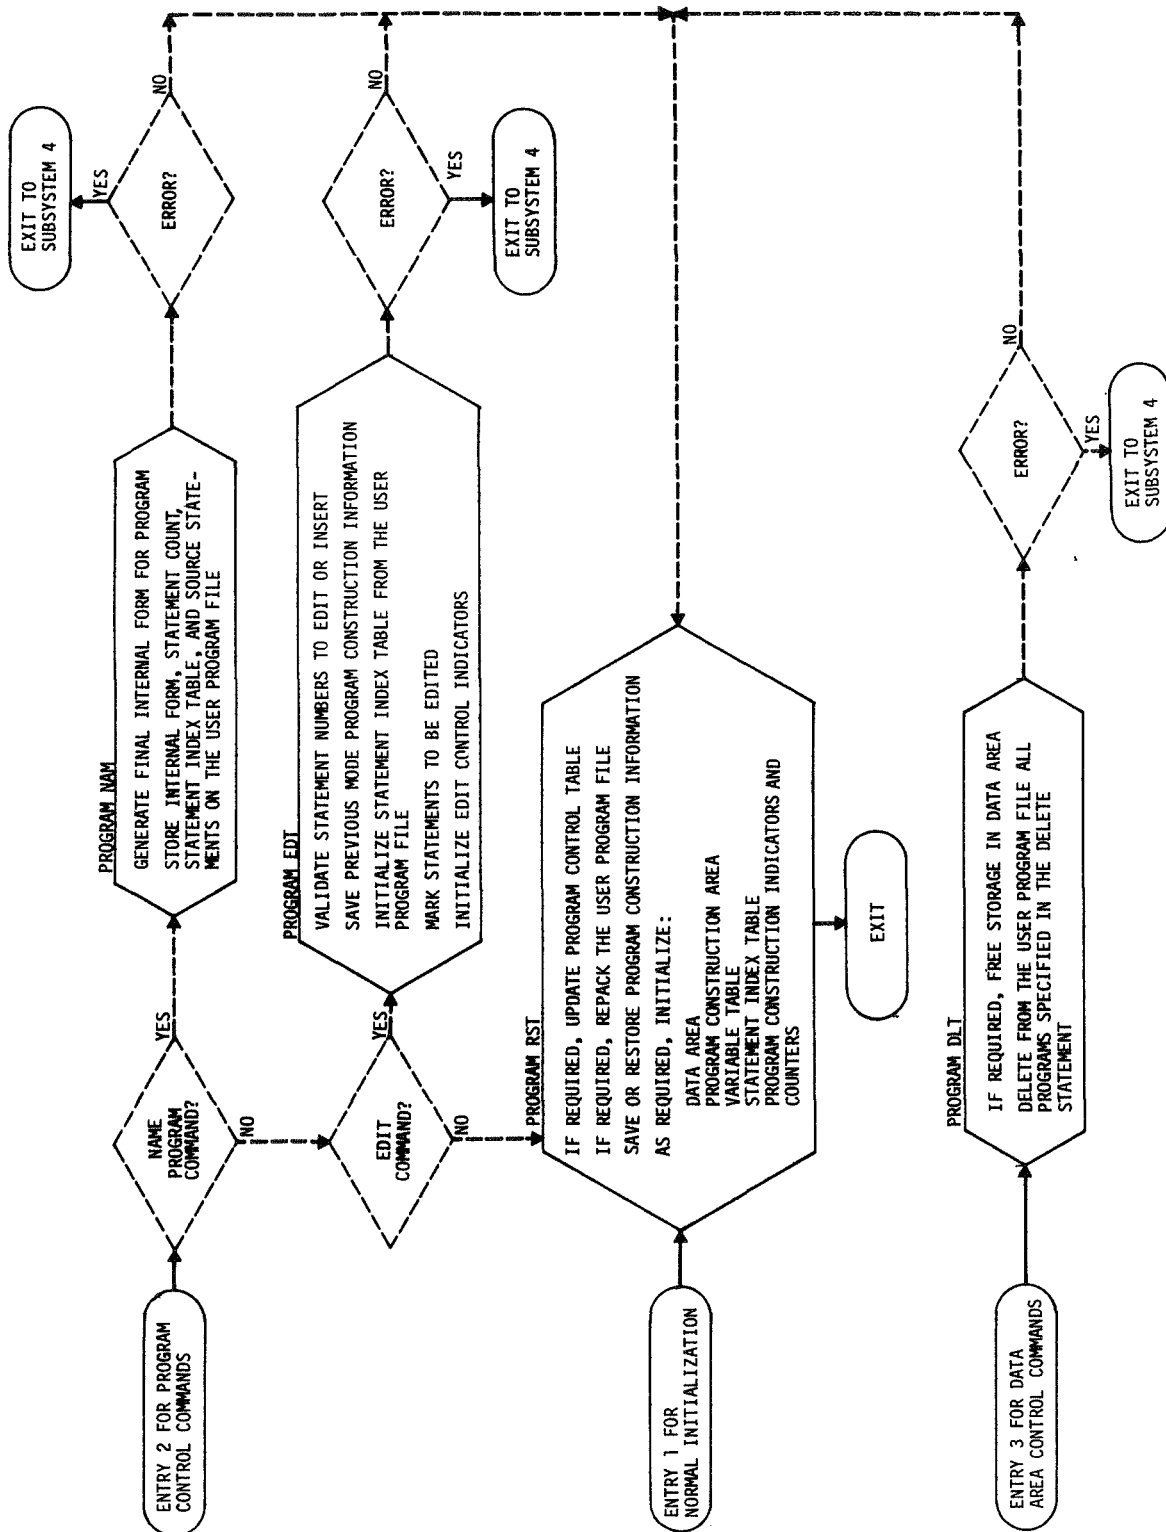 ENTRY 2 FOR PROGRAM
CONTROL COMMANDS
NAME
PROGRAM
COMMAND?
YES
NO
PROGRAM NAM
GENERATE FINAL INTERNAL FORM FOR PROGRAM
STORE INTERNAL FORM, STATEMENT COUNT,
STATEMENT INDEX TABLE, AND SOURCE STATE-
MENTS ON THE USER PROGRAM FILE
ERROR?
YES
NO
EXIT TO
SUBSYSTEM 4
EDIT
COMMAND?
YES
NO
PROGRAM EDT
VALIDATE STATEMENT NUMBERS TO EDIT OR INSERT
SAVE PREVIOUS MODE PROGRAM CONSTRUCTION INFORMATION
INITIALIZE STATEMENT INDEX TABLE FROM THE USER
PROGRAM FILE
MARK STATEMENTS TO BE EDITED
INITIALIZE EDIT CONTROL INDICATORS
ERROR?
NO
YES
EXIT TO
SUBSYSTEM 4
ENTRY 1 FOR
NORMAL INITIALIZATION
PROGRAM RST
IF REQUIRED, UPDATE PROGRAM CONTROL TABLE
IF REQUIRED, REPACK THE USER PROGRAM FILE
SAVE OR RESTORE PROGRAM CONSTRUCTION INFORMATION
AS REQUIRED, INITIALIZE:
DATA AREA
PROGRAM CONSTRUCTION AREA
VARIABLE TABLE
STATEMENT INDEX TABLE
PROGRAM CONSTRUCTION INDICATORS AND
COUNTERS
EXIT
ENTRY 3 FOR DATA
AREA CONTROL COMMANDS
PROGRAM DLT
IF REQUIRED, FREE STORAGE IN DATA AREA
DELETE FROM THE USER PROGRAM FILE ALL
PROGRAMS SPECIFIED IN THE DELETE
STATEMENT
ERROR?
NO
YES
EXIT TO
SUBSYSTEM 4